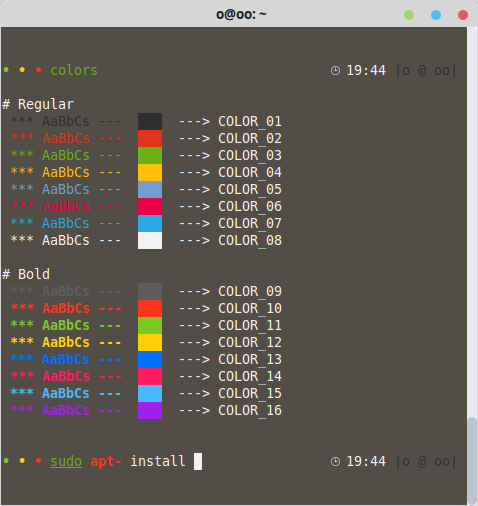 o@oo: ~
• • • colors 19:44 |o @ oo|
# Regular
*** AaBbCs --- ---> COLOR_01
*** AaBbCs --- ---> COLOR_02
*** AaBbCs --- ---> COLOR_03
*** AaBbCs --- ---> COLOR_04
*** AaBbCs --- ---> COLOR_05
*** AaBbCs --- ---> COLOR_06
*** AaBbCs --- ---> COLOR_07
*** AaBbCs --- ---> COLOR_08
# Bold
*** AaBbCs --- ---> COLOR_09
*** AaBbCs --- ---> COLOR_10
*** AaBbCs --- ---> COLOR_11
*** AaBbCs --- ---> COLOR_12
*** AaBbCs --- ---> COLOR_13
*** AaBbCs --- ---> COLOR_14
*** AaBbCs --- ---> COLOR_15
*** AaBbCs --- ---> COLOR_16
• • • sudo apt- install 19:44 |o @ oo|